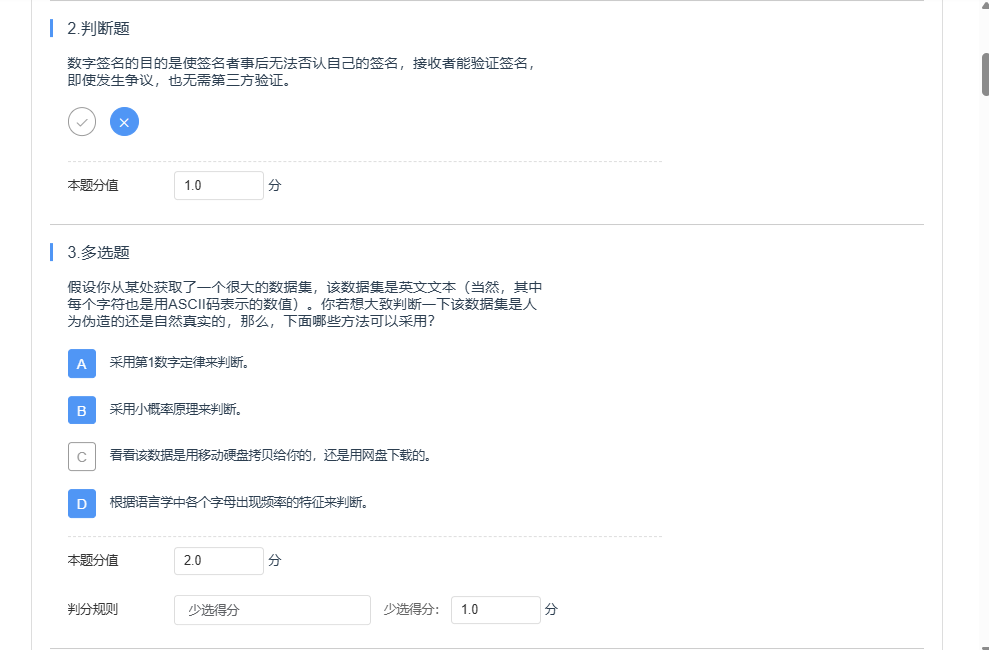 2.判断题
数字签名的目的是使签名者事后无法否认自己的签名，接收者能验证签名，
即使发生争议，也无需第三方验证。
本题分值 1.0 分
3.多选题
假设你从某处获取了一个很大的数据集，该数据集是英文文本（当然，其中
每个字符也是用ASCII码表示的数值）。你若想大致判断一下该数据集是人
为伪造的还是自然真实的，那么，下面哪些方法可以采用？
A 采用第1数字定律来判断。
B 采用小概率原理来判断。
C 看看该数据是用移动硬盘拷贝给你的，还是用网盘下载的。
D 根据语言学中各个字母出现频率的特征来判断。
本题分值 2.0 分
判分规则 少选得分 少选得分： 1.0 分